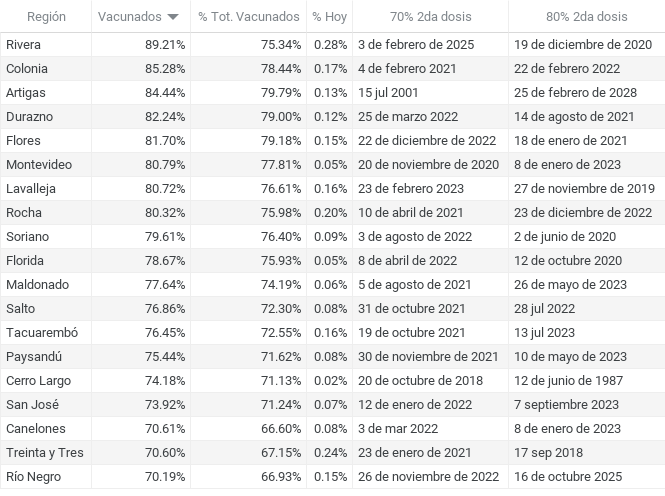 Región Vacunados % Tot. Vacunados % Hoy 70% 2da dosis 80% 2da dosis
Rivera 89.21% 75.34% 0.28% 3 de febrero de 2025 19 de diciembre de 2020
Colonia 85.28% 78.44% 0.17% 4 de febrero 2021 22 de febrero 2022
Artigas 84.44% 79.79% 0.13% 15 jul 2001 25 de febrero de 2028
Durazno 82.24% 79.00% 0.12% 25 de marzo 2022 14 de agosto de 2021
Flores 81.70% 79.18% 0.15% 22 de diciembre de 2022 18 de enero de 2021
Montevideo 80.79% 77.81% 0.05% 20 de noviembre de 2020 8 de enero de 2023
Lavalleja 80.72% 76.61% 0.16% 23 de febrero 2023 27 de noviembre de 2019
Rocha 80.32% 75.98% 0.20% 10 de abril de 2021 23 de diciembre de 2022
Soriano 79.61% 76.40% 0.09% 3 de agosto de 2022 2 de junio de 2020
Florida 78.67% 75.93% 0.05% 8 de abril de 2022 12 de octubre 2020
Maldonado 77.64% 74.19% 0.06% 5 de agosto de 2021 26 de mayo de 2023
Salto 76.86% 72.30% 0.08% 31 de octubre 2021 28 jul 2022
Tacuarembó 76.45% 72.55% 0.16% 19 de octubre 2021 13 jul 2023
Paysandú 75.44% 71.62% 0.08% 30 de noviembre de 2021 10 de mayo de 2023
Cerro Largo 74.18% 71.13% 0.02% 20 de octubre de 2018 12 de junio de 1987
San José 73.92% 71.24% 0.07% 12 de enero de 2022 7 septiembre 2023
Canelones 70.61% 66.60% 0.08% 3 de mar 2022 8 de enero de 2023
Treinta y Tres 70.60% 67.15% 0.24% 23 de enero de 2021 17 sep 2018
Río Negro 70.19% 66.93% 0.15% 26 de noviembre de 2022 16 de octubre 2025